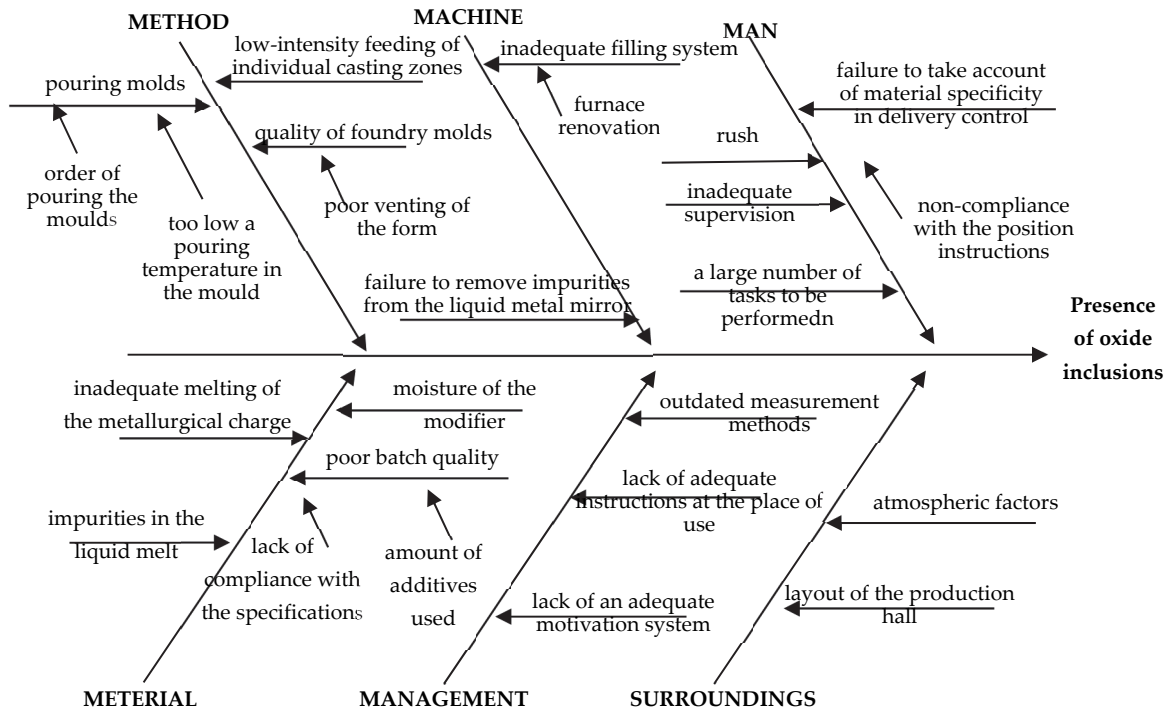 METHOD
MACHINE
MAN
low-intensity feeding of
individual casting zones
pouring molds
quality of foundry molds
order of
pouring the
moulds
too low a
pouring
temperature in
the mould
poor venting of
the form
inadequate filling system
furnace
renovation
failure to remove impurities
from the liquid metal mirror
failure to take account
of material specificity
in delivery control
rush
inadequate
supervision
non-compliance
with the position
instructions
a large number of
tasks to be
performedn
Presence
of oxide
inclusions
inadequate melting of
the metallurgical charge
moisture of the
modifier
poor batch quality
impurities in the
liquid melt
lack of
compliance with
the specifications
amount of
additives
used
outdated measurement
methods
lack of adequate
instructions at the place of
use
lack of an adequate
motivation system
atmospheric factors
layout of the production
hall
METERIAL
MANAGEMENT
SURROUNDINGS